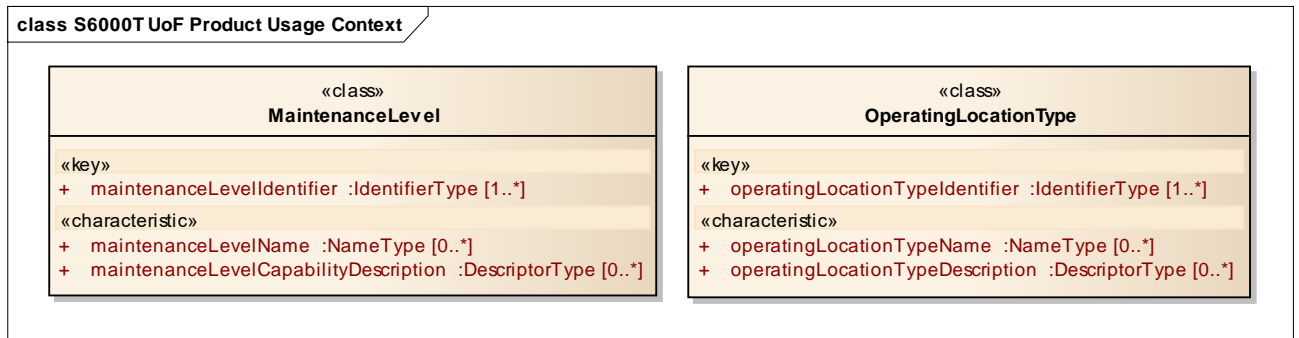 class S6000T UoF Product Usage Context
«class»
MaintenanceLevel
«key»
+ maintenanceLevelIdentifier :IdentifierType [1..*]
«characteristic»
+ maintenanceLevelName :NameType [0..*]
+ maintenanceLevelCapabilityDescription :DescriptorType [0..*]
«class»
OperatingLocationType
«key»
+ operatingLocationTypeIdentifier :IdentifierType [1..*]
«characteristic»
+ operatingLocationTypeName :NameType [0..*]
+ operatingLocationTypeDescription :DescriptorType [0..*]